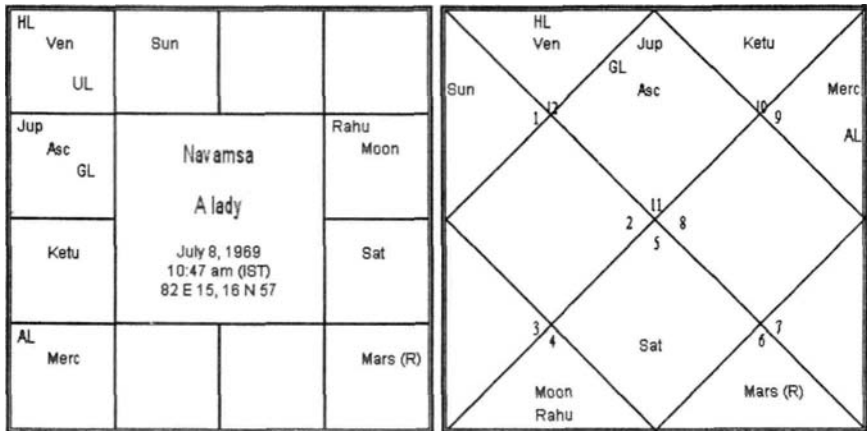 HL
Ven
UL
Sun
Jup
Asc
GL
Rahu
Moon
Navamsa
A lady
July 8, 1969
10:47 am (IST)
82 E 15, 16 N 57
Ketu
Sat
AL
Merc
Mars (R)
HL
Ven
Jup
GL
Asc
Ketu
Sun
Merc
AL
12
1
10
9
11
2
8
5
3
4
7
6
Sat
Moon
Rahu
Mars (R)